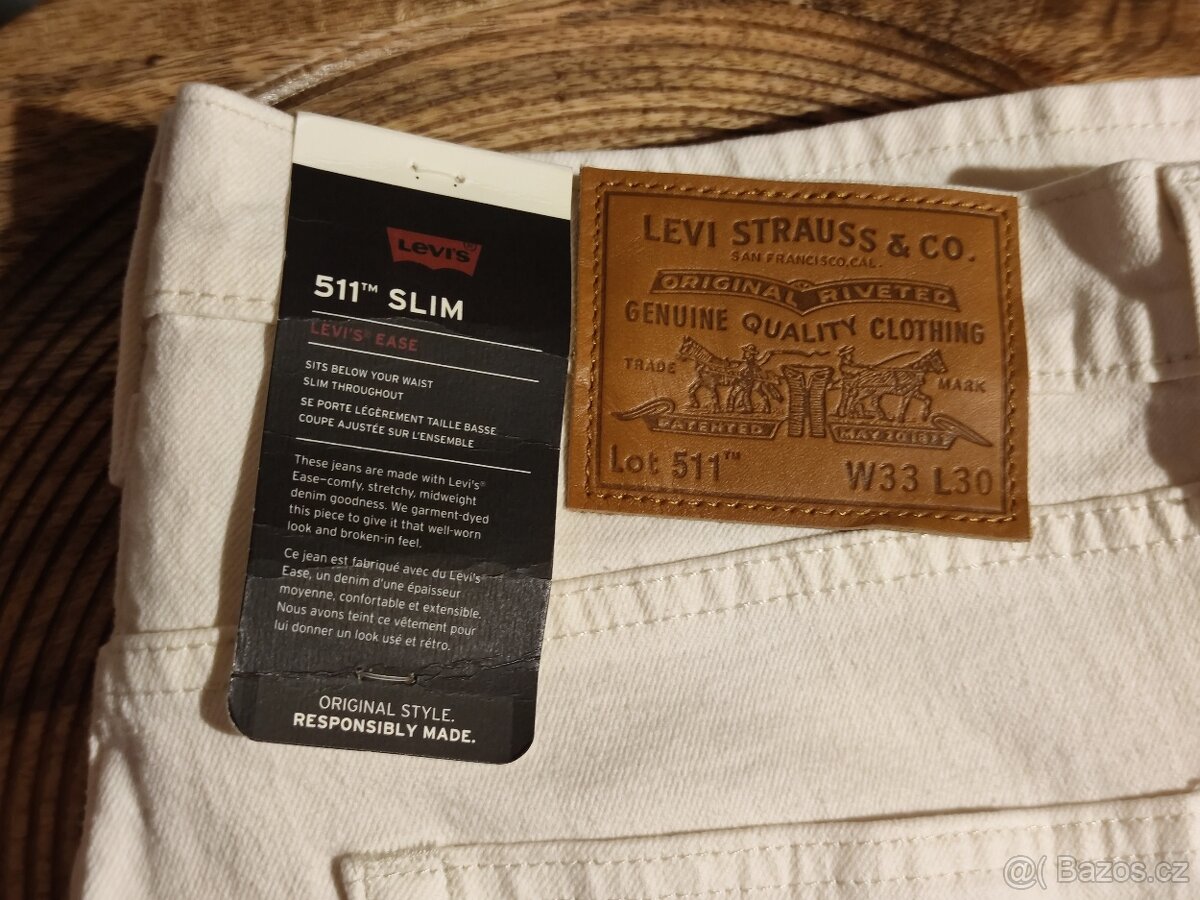 Levi's®
511™ SLIM
LEVI'S® EASE
SITS BELOW YOUR WAIST
SLIM THROUGHOUT
SE PORTE LÉGÈREMENT TAILLE BASSE
COUPE AJUSTÉE SUR L'ENSEMBLE
These jeans are made with Levi's®
Ease–comfy, stretchy, midweight
denim goodness. We garment-dyed
this piece to give it that well-worn
look and broken-in feel.
Ce jean est fabriqué avec du Levi's
Ease, un denim d'une épaisseur
moyenne, confortable et extensible.
Nous avons teint ce vêtement pour
lui donner un look usé et rétro.
ORIGINAL STYLE.
RESPONSIBLY MADE.
LEVI STRAUSS & CO.
SAN FRANCISCO, CAL.
ORIGINAL RIVETED
GENUINE QUALITY CLOTHING
TRADE MARK
PATENTED MAY 20 1873
Lot 511™ W33 L30
@( Bazoš.cz